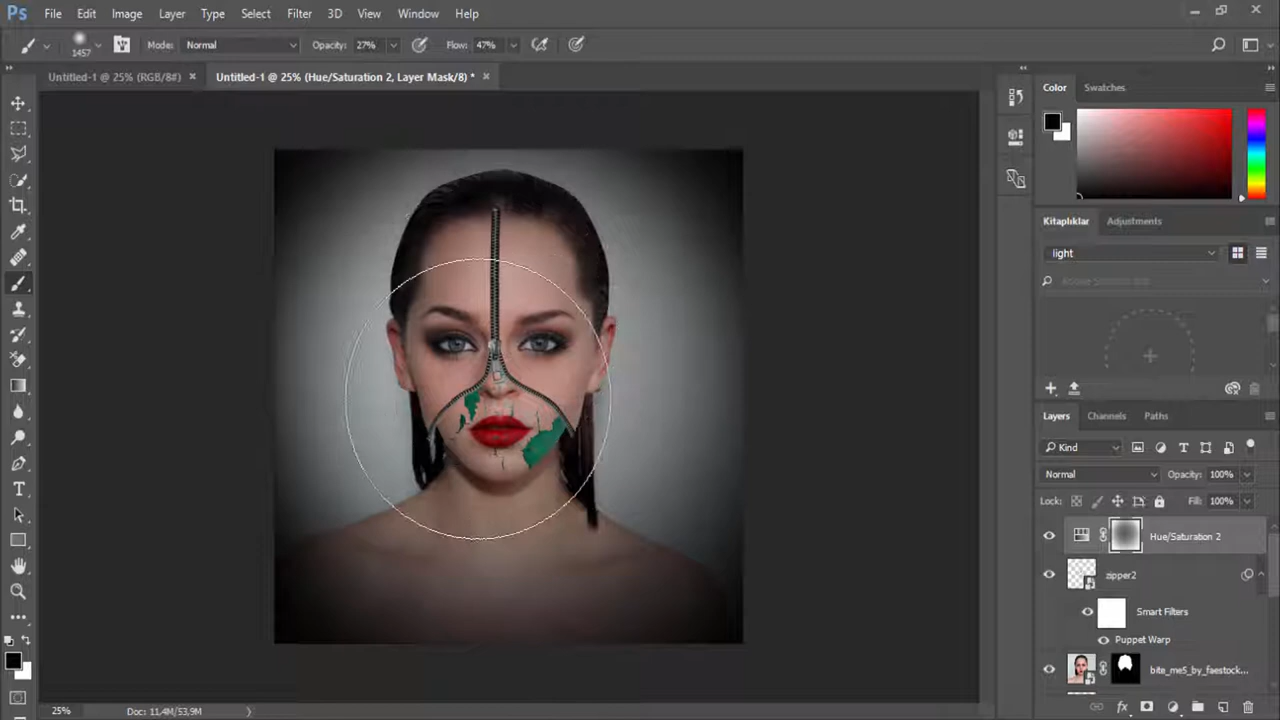 Ps File Edit Image Layer Type Select Filter 3D View Window Help
1457 Mode: Normal Opacity: 27% Flow: 47%
Untitled-1 @ 25% (RGB/8#) × Untitled-1 @ 25% (Hue/Saturation 2, Layer Mask/8) * ×
Color Swatches
Kitaplıklar Adjustments
light
Layers Channels Paths
Kind
Normal Opacity: 100%
Lock: Fill: 100%
Hue/Saturation 2
zipper2
Smart Filters
Puppet Warp
bite_me5_by_faestock...
25% Doc: 11,4M/53,9M